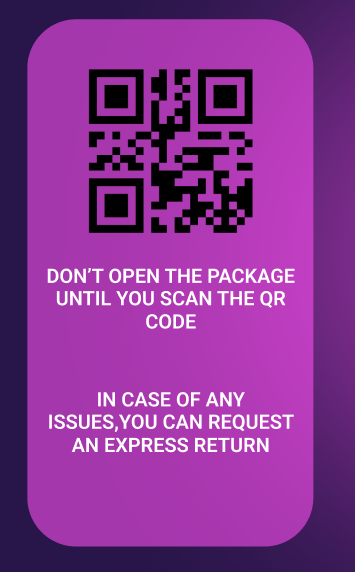 DON’T OPEN THE PACKAGE
UNTIL YOU SCAN THE QR
CODE
IN CASE OF ANY
ISSUES,YOU CAN REQUEST
AN EXPRESS RETURN